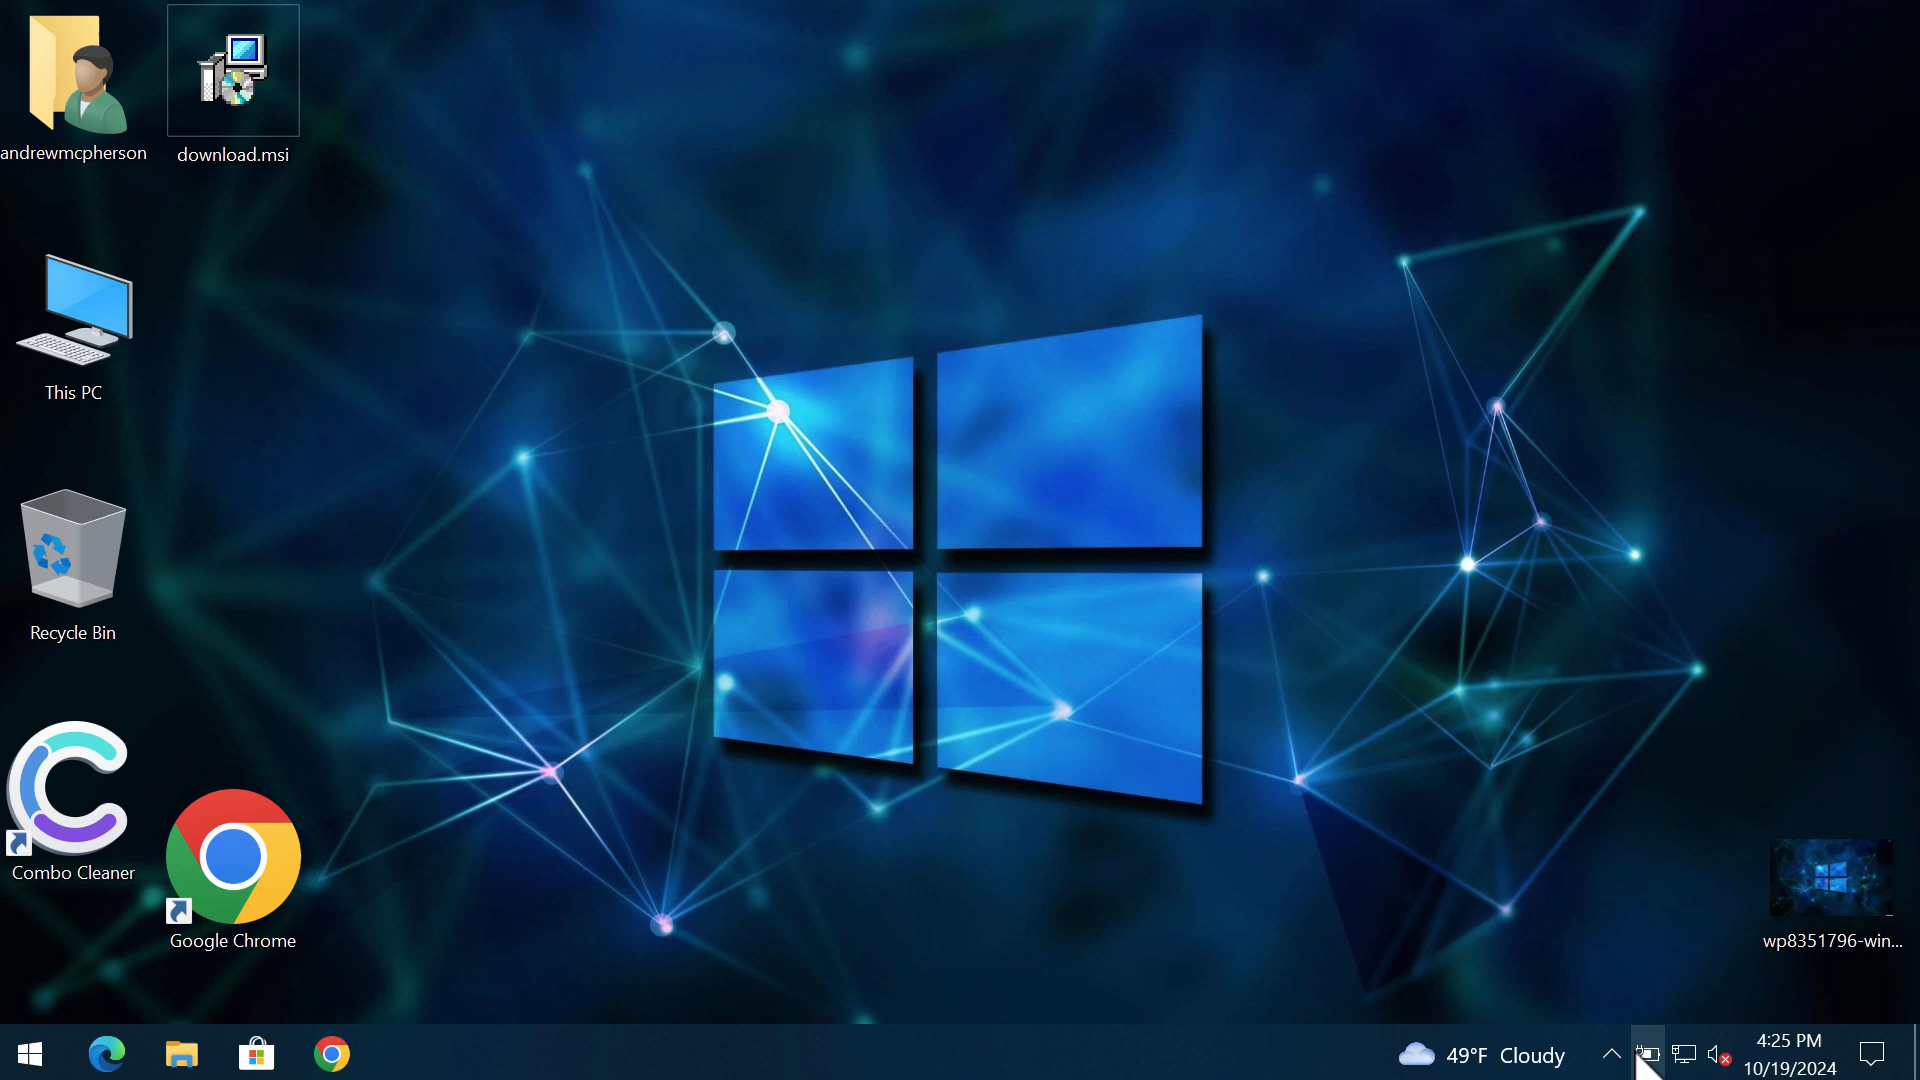 andrewmcpherson
download.msi
This PC
Recycle Bin
Combo Cleaner
Google Chrome
wp8351796-win...
49°F Cloudy
4:25 PM
10/19/2024